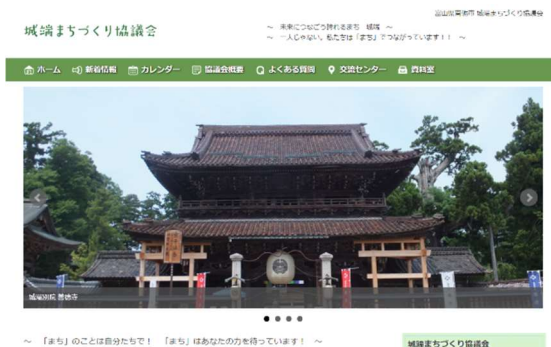 富山県南砺市 城端まちづくり協議会
城端まちづくり協議会
～ 未来につなごう誇れるまち 城端 ～
～ 一人じゃない。私たちは『まち』でつながっています！！ ～
ホーム 新着情報 カレンダー 協議会概要 よくある質問 交流センター 資料室
城端別院 善徳寺
～ 「まち」のことは自分たちで！ 「まち」はあなたの力を待っています！ ～
城端まちづくり協議会